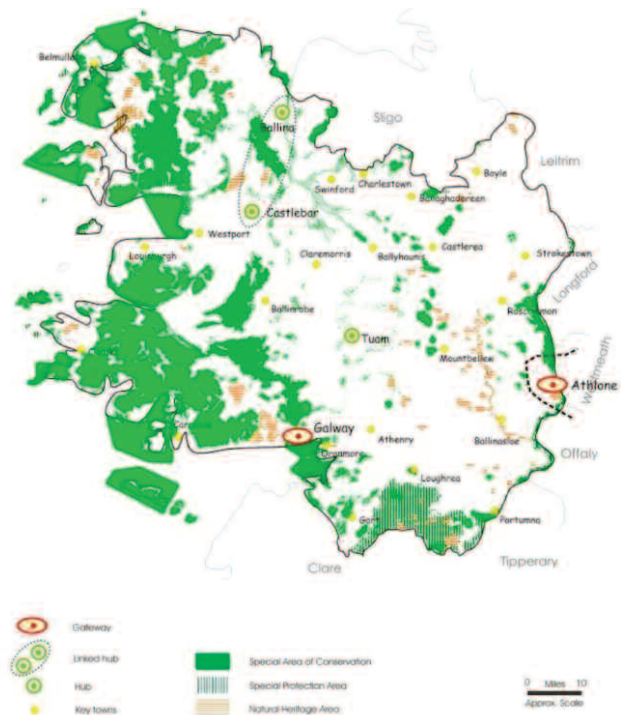 Belmullet
Ballina
Sligo
Leitrim
Swinford
Charlestown
Boyle
Ballaghadereen
Castlebar
Westport
Louisburgh
Claremorris
Ballyhaunis
Castlerea
Strokestown
Longford
Ballinrobe
Roscommon
Tuam
Mountbellew
Westmeath
Athlone
Galway
Athenry
Ballinasloe
Oranmore
Offaly
Loughrea
Gort
Portumna
Clare
Tipperary
Gateway
Linked hub
Hub
Key towns
Special Area of Conservation
Special Protection Area
Natural Heritage Area
0 Miles 10
Approx. Scale